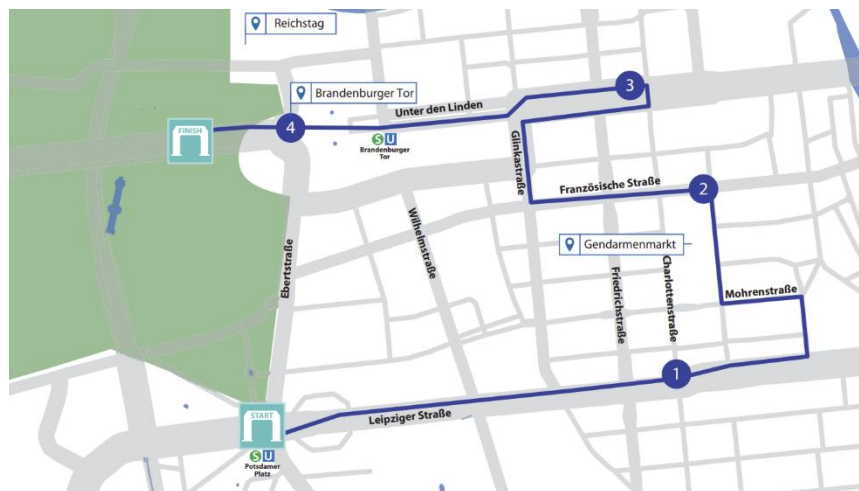 Reichstag
Brandenburger Tor
3
Unter den Linden
FINISH
4
S U
Brandenburger
Tor
Glinkastraße
Französische Straße
2
Wilhelmstraße
Ebertstraße
Gendarmenmarkt
Friedrichstraße
Charlottenstraße
Mohrenstraße
1
START
Leipziger Straße
S U
Potsdamer
Platz